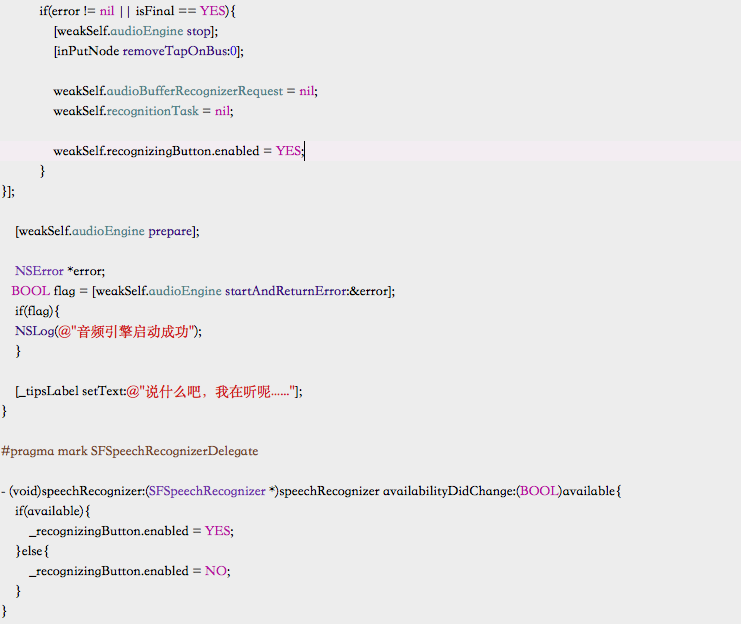 if(error != nil || isFinal == YES){
[weakSelf.audioEngine stop];
[inPutNode removeTapOnBus:0];
weakSelf.audioBufferRecognizerRequest = nil;
weakSelf.recognitionTask = nil;
weakSelf.recognizingButton.enabled = YES;
}
}];
[weakSelf.audioEngine prepare];
NSError *error;
BOOL flag = [weakSelf.audioEngine startAndReturnError:&error];
if(flag){
NSLog(@"音频引擎启动成功");
}
[_tipsLabel setText:@"说什么吧，我在听呢……"];
}
#pragma mark SFSpeechRecognizerDelegate
- (void)speechRecognizer:(SFSpeechRecognizer *)speechRecognizer availabilityDidChange:(BOOL)available{
if(available){
_recognizingButton.enabled = YES;
}else{
_recognizingButton.enabled = NO;
}
}